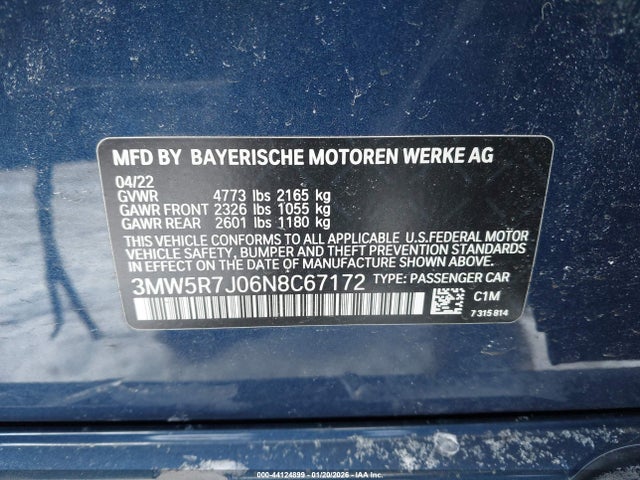 MFD BY BAYERISCHE MOTOREN WERKE AG
04/22
GVWR 4773 lbs 2165 kg
GAWR FRONT 2326 lbs 1055 kg
GAWR REAR 2601 lbs 1180 kg
THIS VEHICLE CONFORMS TO ALL APPLICABLE U.S.FEDERAL MOTOR
VEHICLE SAFETY, BUMPER, AND THEFT PREVENTION STANDARDS
IN EFFECT ON THE DATE OF MANUFACTURE SHOWN ABOVE.
3MW5R7J06N8C67172 TYPE: PASSENGER CAR
C1M
7 315 814
000-44124899 | 01/20/2026 - IAA Inc.